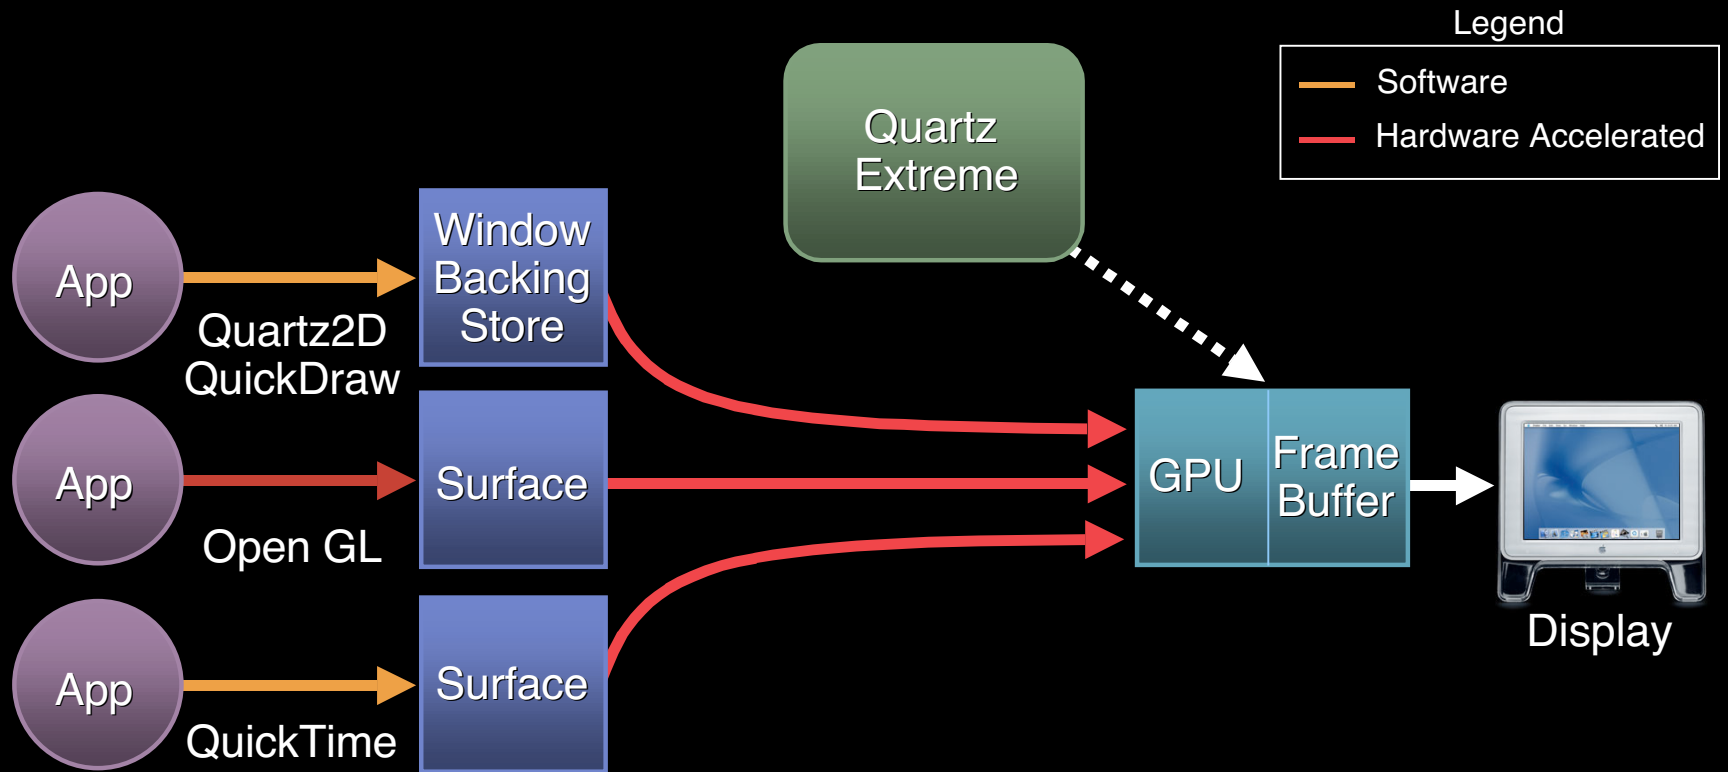 Legend
Software
Hardware Accelerated
Quartz
Extreme
App
Quartz2D
QuickDraw
Window
Backing
Store
App
Open GL
Surface
App
QuickTime
Surface
GPU
Frame
Buffer
Display